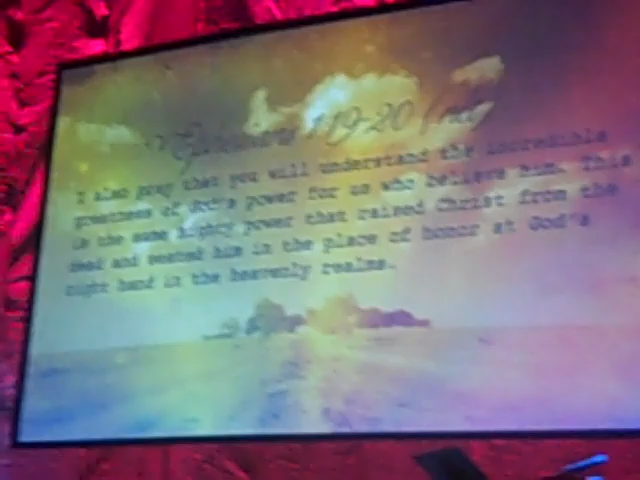 Ephesians 1:19-20 (nlt)
I also pray that you will understand the incredible
greatness of God's power for us who believe him. This
is the same mighty power that raised Christ from the
dead and seated him in the place of honor at God's
right hand in the heavenly realms.